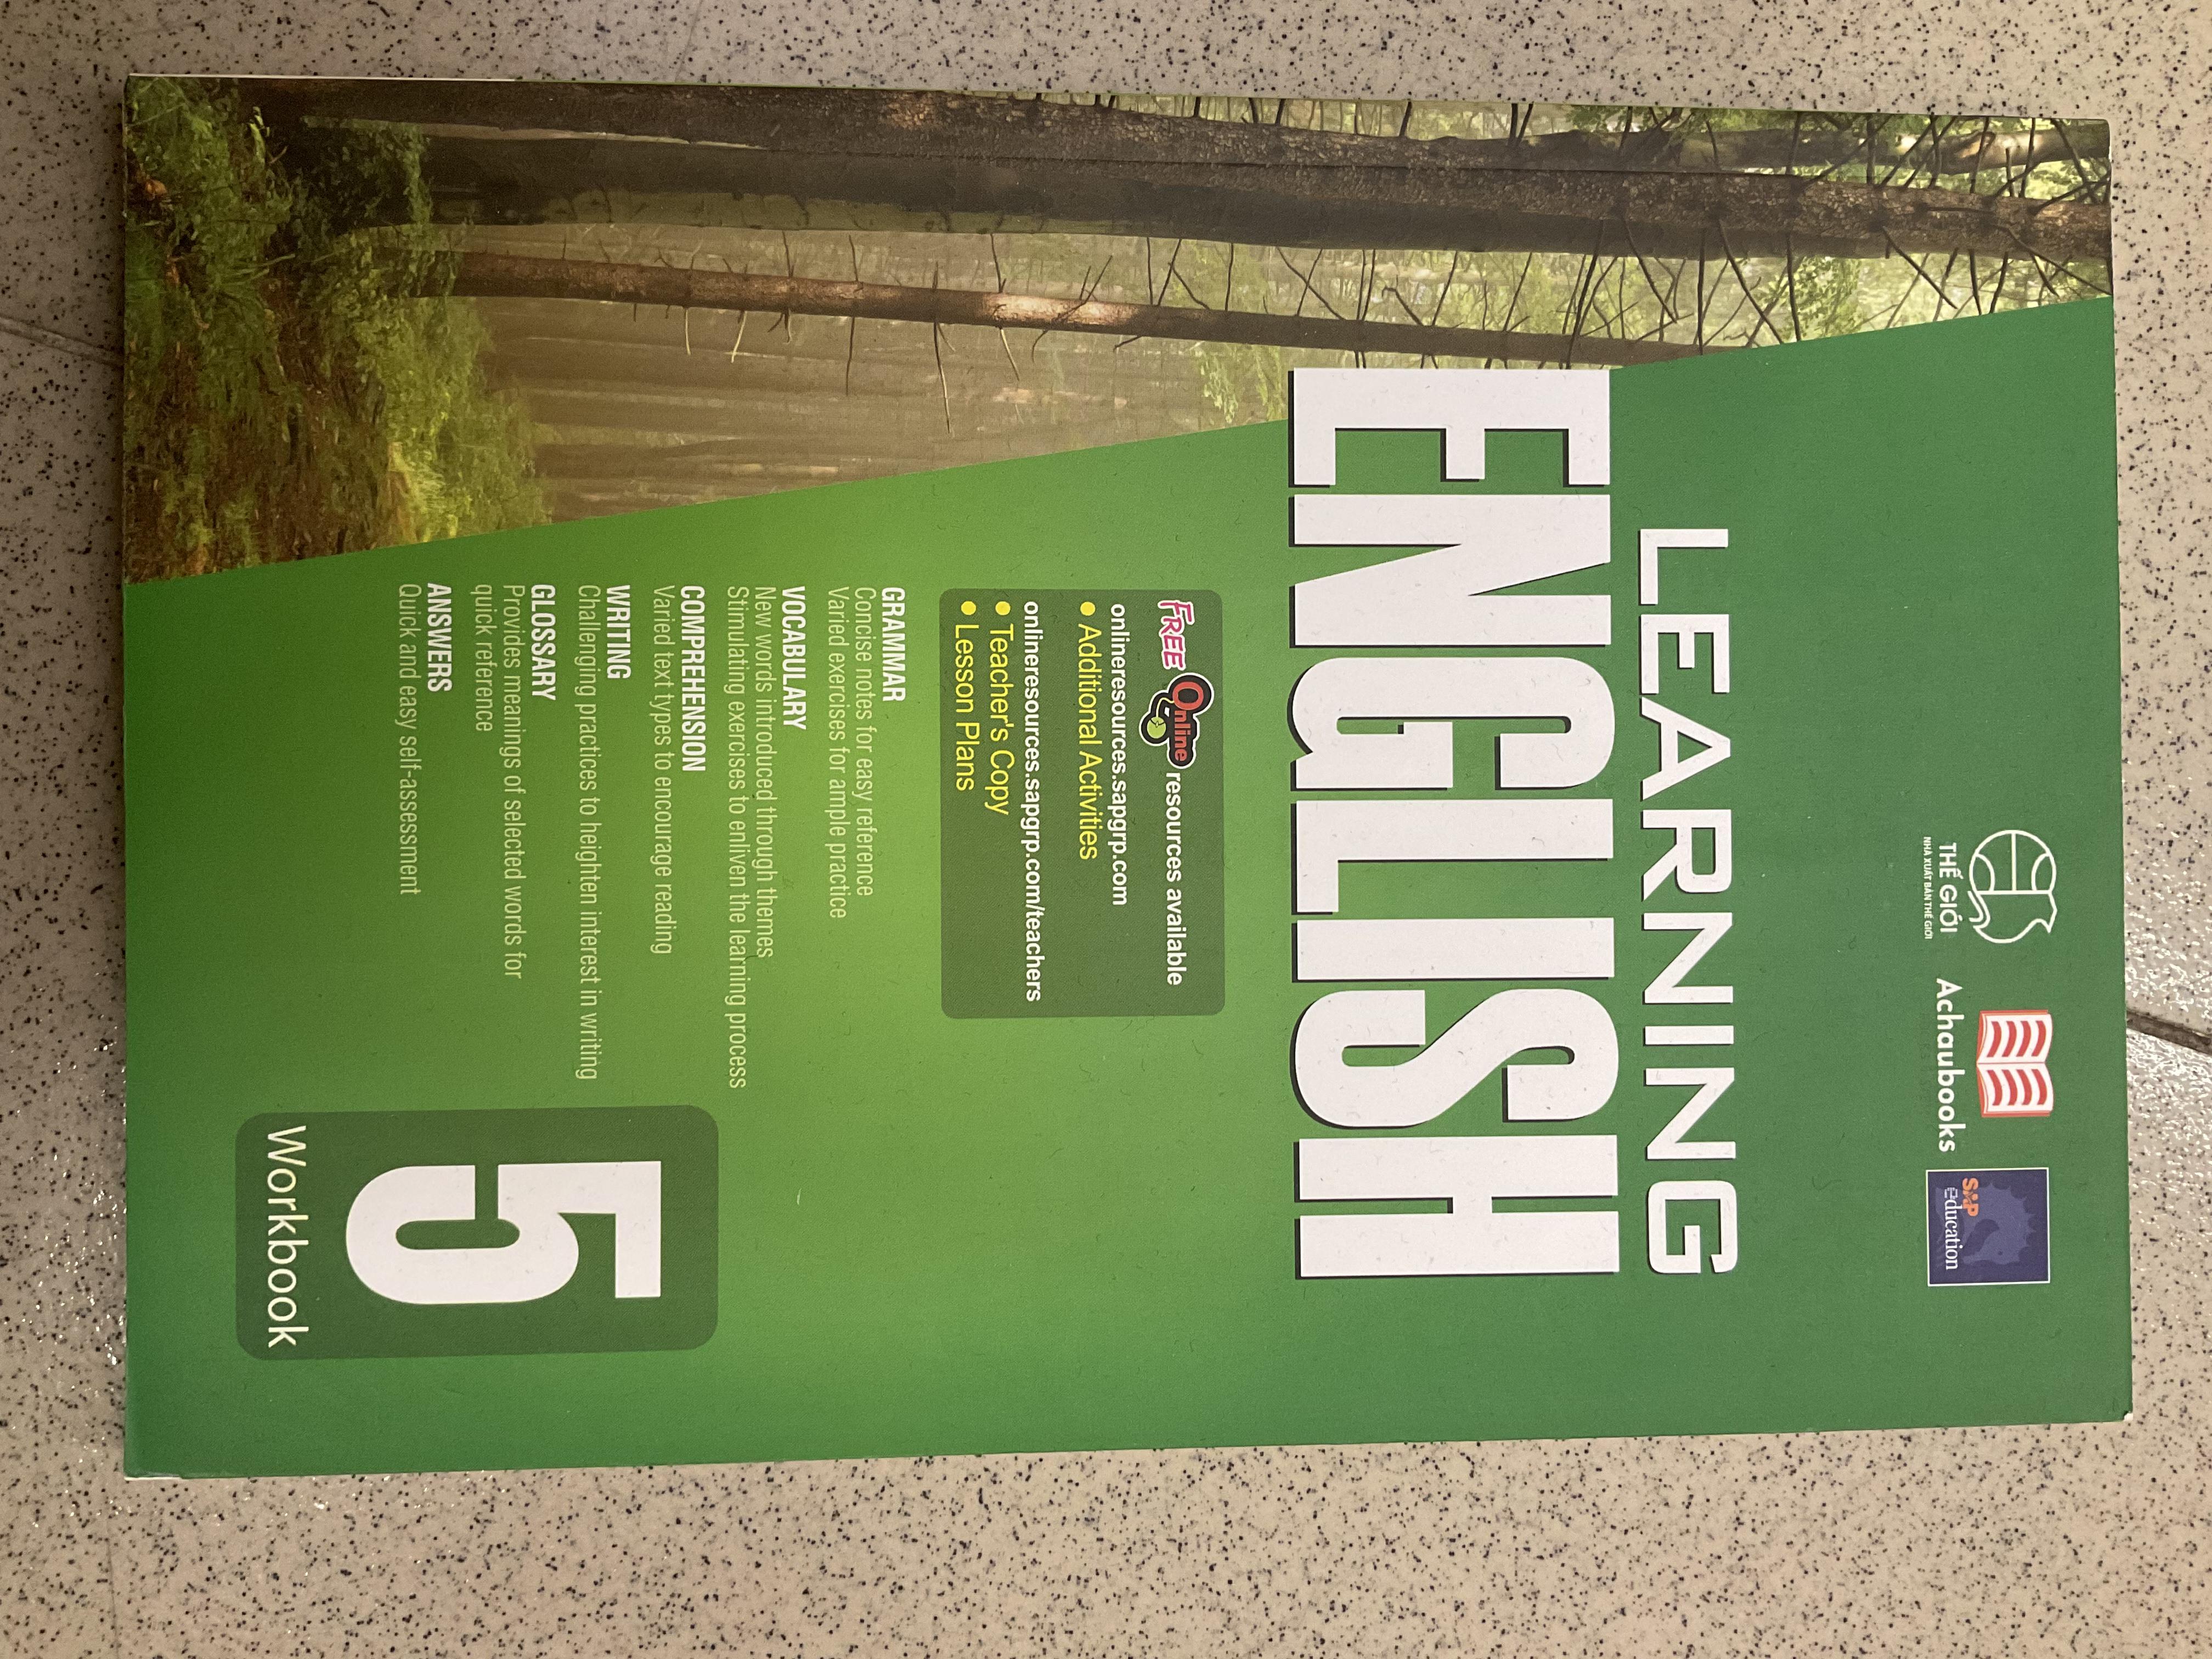 THẾ GIỚI
NHÀ XUẤT BẢN THẾ GIỚI
Achaubooks
SAP
education
LEARNING
ENGLISH
FREE Online resources available
onlineresources.sapgrp.com
• Additional Activities
onlineresources.sapgrp.com/teachers
• Teacher's Copy
• Lesson Plans
GRAMMAR
Concise notes for easy reference
Varied exercises for ample practice
VOCABULARY
New words introduced through themes
Stimulating exercises to enliven the learning process
COMPREHENSION
Varied text types to encourage reading
WRITING
Challenging practices to heighten interest in writing
GLOSSARY
Provides meanings of selected words for
quick reference
ANSWERS
Quick and easy self-assessment
5
Workbook